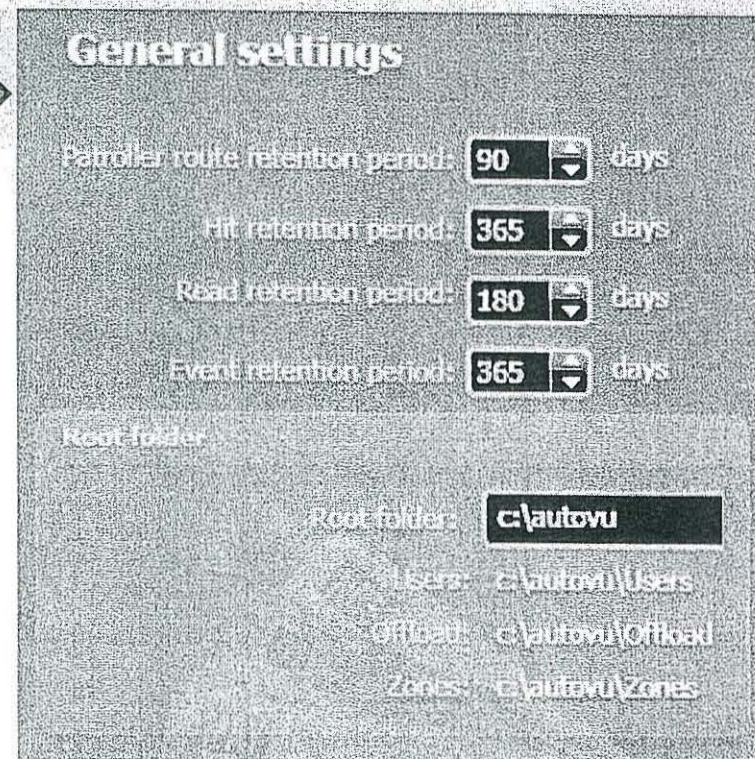 General settings
Patroller route retention period: 90 days
Hit retention period: 365 days
Read retention period: 180 days
Event retention period: 365 days
Root folder
Root folder: c:\autovu
Users: c:\autovu\Users
Offload: c:\autovu\Offload
Zones: c:\autovu\Zones